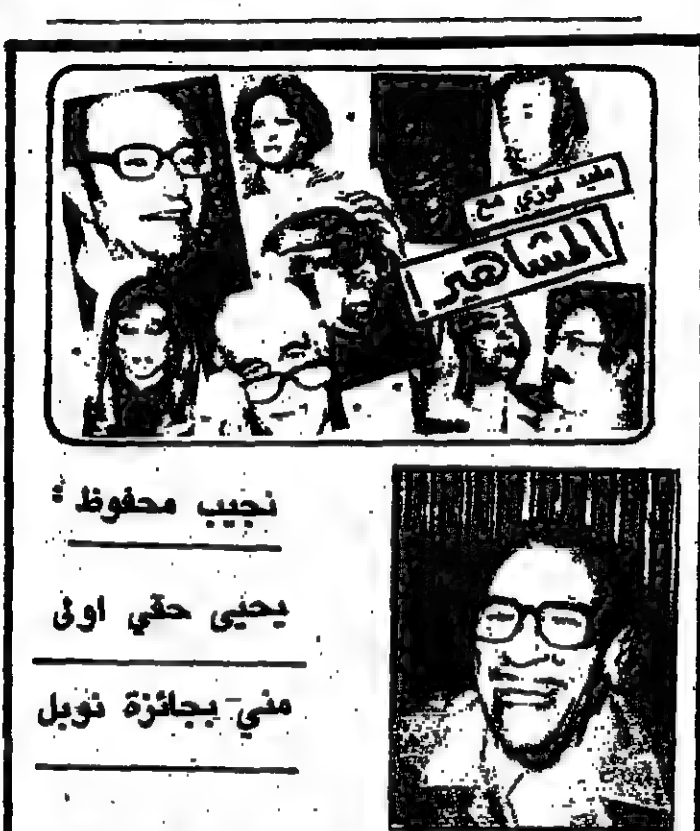 مفيد فوزي مع
المشاهير!
نجيب محفوظ:
يحيى حقي اولى
مني بجائزة نوبل